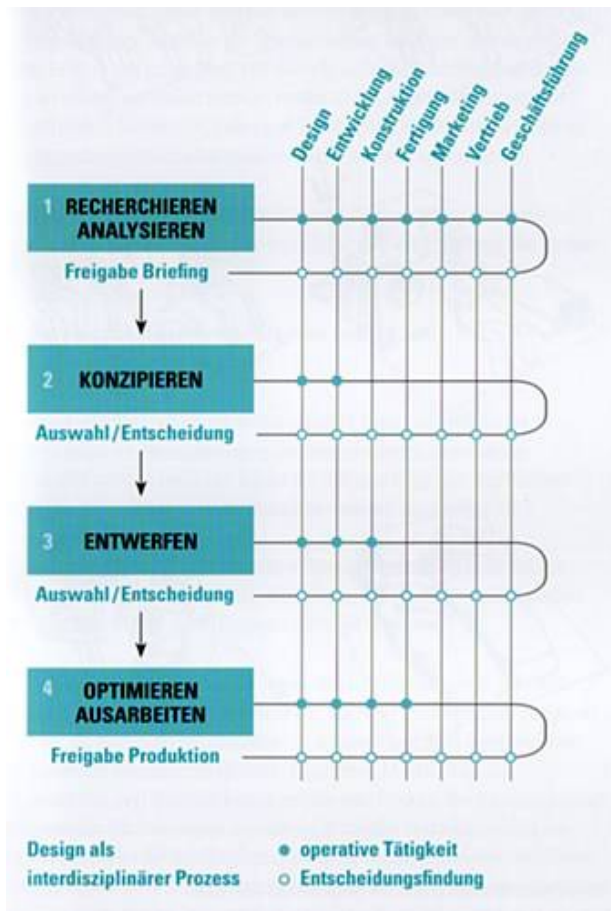 Design
Entwicklung
Konstruktion
Fertigung
Marketing
Vertrieb
Geschäftsführung
1 RECHERCHIEREN
ANALYSIEREN
Freigabe Briefing
2 KONZIPIEREN
Auswahl/Entscheidung
3 ENTWERFEN
Auswahl/Entscheidung
4 OPTIMIEREN
AUSARBEITEN
Freigabe Produktion
Design als
interdisziplinärer Prozess
operative Tätigkeit
Entscheidungsfindung